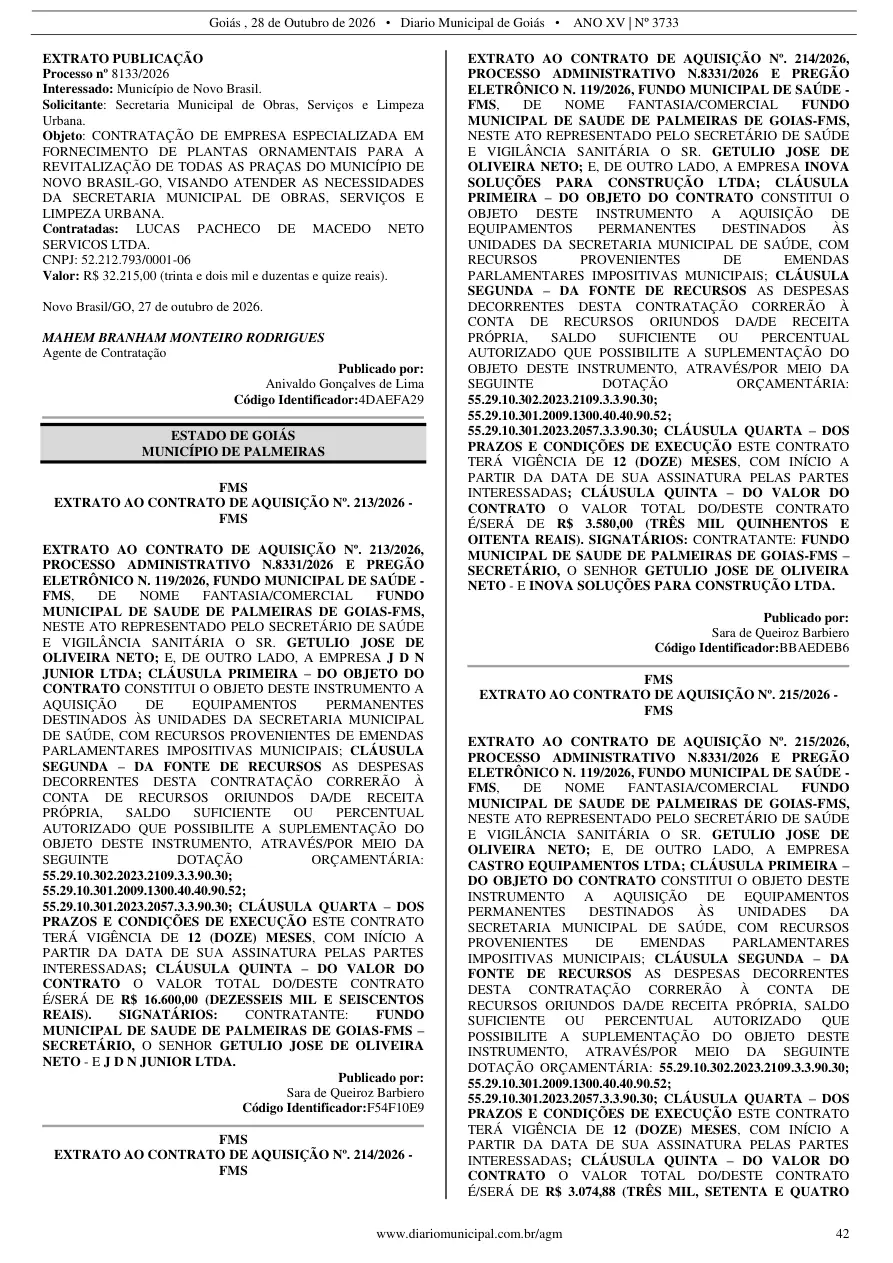 Goiás , 28 de Outubro de 2026 • Diario Municipal de Goiás • ANO XV | Nº 3733
EXTRATO PUBLICAÇÃO
Processo nº 8133/2026
Interessado: Município de Novo Brasil.
Solicitante: Secretaria Municipal de Obras, Serviços e Limpeza
Urbana.
Objeto: CONTRATAÇÃO DE EMPRESA ESPECIALIZADA EM
FORNECIMENTO DE PLANTAS ORNAMENTAIS PARA A
REVITALIZAÇÃO DE TODAS AS PRAÇAS DO MUNICÍPIO DE
NOVO BRASIL-GO, VISANDO ATENDER AS NECESSIDADES
DA SECRETARIA MUNICIPAL DE OBRAS, SERVIÇOS E
LIMPEZA URBANA.
Contratadas: LUCAS PACHECO DE MACEDO NETO
SERVICOS LTDA.
CNPJ: 52.212.793/0001-06
Valor: R$ 32.215,00 (trinta e dois mil e duzentas e quize reais).
Novo Brasil/GO, 27 de outubro de 2026.
MAHEM BRANHAM MONTEIRO RODRIGUES
Agente de Contratação
Publicado por:
Anivaldo Gonçalves de Lima
Código Identificador:4DAEFA29
ESTADO DE GOIÁS
MUNICÍPIO DE PALMEIRAS
FMS
EXTRATO AO CONTRATO DE AQUISIÇÃO Nº. 213/2026 -
FMS
EXTRATO AO CONTRATO DE AQUISIÇÃO Nº. 213/2026,
PROCESSO ADMINISTRATIVO N.8331/2026 E PREGÃO
ELETRÔNICO N. 119/2026, FUNDO MUNICIPAL DE SAÚDE -
FMS, DE NOME FANTASIA/COMERCIAL FUNDO
MUNICIPAL DE SAUDE DE PALMEIRAS DE GOIAS-FMS,
NESTE ATO REPRESENTADO PELO SECRETÁRIO DE SAÚDE
E VIGILÂNCIA SANITÁRIA O SR. GETULIO JOSE DE
OLIVEIRA NETO; E, DE OUTRO LADO, A EMPRESA J D N
JUNIOR LTDA; CLÁUSULA PRIMEIRA – DO OBJETO DO
CONTRATO CONSTITUI O OBJETO DESTE INSTRUMENTO A
AQUISIÇÃO DE EQUIPAMENTOS PERMANENTES
DESTINADOS ÀS UNIDADES DA SECRETARIA MUNICIPAL
DE SAÚDE, COM RECURSOS PROVENIENTES DE EMENDAS
PARLAMENTARES IMPOSITIVAS MUNICIPAIS; CLÁUSULA
SEGUNDA – DA FONTE DE RECURSOS AS DESPESAS
DECORRENTES DESTA CONTRATAÇÃO CORRERÃO À
CONTA DE RECURSOS ORIUNDOS DA/DE RECEITA
PRÓPRIA, SALDO SUFICIENTE OU PERCENTUAL
AUTORIZADO QUE POSSIBILITE A SUPLEMENTAÇÃO DO
OBJETO DESTE INSTRUMENTO, ATRAVÉS/POR MEIO DA
SEGUINTE DOTAÇÃO ORÇAMENTÁRIA:
55.29.10.302.2023.2109.3.3.90.30;
55.29.10.301.2009.1300.40.40.90.52;
55.29.10.301.2023.2057.3.3.90.30; CLÁUSULA QUARTA – DOS
PRAZOS E CONDIÇÕES DE EXECUÇÃO ESTE CONTRATO
TERÁ VIGÊNCIA DE 12 (DOZE) MESES, COM INÍCIO A
PARTIR DA DATA DE SUA ASSINATURA PELAS PARTES
INTERESSADAS; CLÁUSULA QUINTA – DO VALOR DO
CONTRATO O VALOR TOTAL DO/DESTE CONTRATO
É/SERÁ DE R$ 16.600,00 (DEZESSEIS MIL E SEISCENTOS
REAIS). SIGNATÁRIOS: CONTRATANTE: FUNDO
MUNICIPAL DE SAUDE DE PALMEIRAS DE GOIAS-FMS –
SECRETÁRIO, O SENHOR GETULIO JOSE DE OLIVEIRA
NETO - E J D N JUNIOR LTDA.
Publicado por:
Sara de Queiroz Barbiero
Código Identificador:F54F10E9
FMS
EXTRATO AO CONTRATO DE AQUISIÇÃO Nº. 214/2026 -
FMS
EXTRATO AO CONTRATO DE AQUISIÇÃO Nº. 214/2026,
PROCESSO ADMINISTRATIVO N.8331/2026 E PREGÃO
ELETRÔNICO N. 119/2026, FUNDO MUNICIPAL DE SAÚDE -
FMS, DE NOME FANTASIA/COMERCIAL FUNDO
MUNICIPAL DE SAUDE DE PALMEIRAS DE GOIAS-FMS,
NESTE ATO REPRESENTADO PELO SECRETÁRIO DE SAÚDE
E VIGILÂNCIA SANITÁRIA O SR. GETULIO JOSE DE
OLIVEIRA NETO; E, DE OUTRO LADO, A EMPRESA INOVA
SOLUÇÕES PARA CONSTRUÇÃO LTDA; CLÁUSULA
PRIMEIRA – DO OBJETO DO CONTRATO CONSTITUI O
OBJETO DESTE INSTRUMENTO A AQUISIÇÃO DE
EQUIPAMENTOS PERMANENTES DESTINADOS ÀS
UNIDADES DA SECRETARIA MUNICIPAL DE SAÚDE, COM
RECURSOS PROVENIENTES DE EMENDAS
PARLAMENTARES IMPOSITIVAS MUNICIPAIS; CLÁUSULA
SEGUNDA – DA FONTE DE RECURSOS AS DESPESAS
DECORRENTES DESTA CONTRATAÇÃO CORRERÃO À
CONTA DE RECURSOS ORIUNDOS DA/DE RECEITA
PRÓPRIA, SALDO SUFICIENTE OU PERCENTUAL
AUTORIZADO QUE POSSIBILITE A SUPLEMENTAÇÃO DO
OBJETO DESTE INSTRUMENTO, ATRAVÉS/POR MEIO DA
SEGUINTE DOTAÇÃO ORÇAMENTÁRIA:
55.29.10.302.2023.2109.3.3.90.30;
55.29.10.301.2009.1300.40.40.90.52;
55.29.10.301.2023.2057.3.3.90.30; CLÁUSULA QUARTA – DOS
PRAZOS E CONDIÇÕES DE EXECUÇÃO ESTE CONTRATO
TERÁ VIGÊNCIA DE 12 (DOZE) MESES, COM INÍCIO A
PARTIR DA DATA DE SUA ASSINATURA PELAS PARTES
INTERESSADAS; CLÁUSULA QUINTA – DO VALOR DO
CONTRATO O VALOR TOTAL DO/DESTE CONTRATO
É/SERÁ DE R$ 3.580,00 (TRÊS MIL QUINHENTOS E
OITENTA REAIS). SIGNATÁRIOS: CONTRATANTE: FUNDO
MUNICIPAL DE SAUDE DE PALMEIRAS DE GOIAS-FMS –
SECRETÁRIO, O SENHOR GETULIO JOSE DE OLIVEIRA
NETO - E INOVA SOLUÇÕES PARA CONSTRUÇÃO LTDA.
Publicado por:
Sara de Queiroz Barbiero
Código Identificador:BBAEDEB6
FMS
EXTRATO AO CONTRATO DE AQUISIÇÃO Nº. 215/2026 -
FMS
EXTRATO AO CONTRATO DE AQUISIÇÃO Nº. 215/2026,
PROCESSO ADMINISTRATIVO N.8331/2026 E PREGÃO
ELETRÔNICO N. 119/2026, FUNDO MUNICIPAL DE SAÚDE -
FMS, DE NOME FANTASIA/COMERCIAL FUNDO
MUNICIPAL DE SAUDE DE PALMEIRAS DE GOIAS-FMS,
NESTE ATO REPRESENTADO PELO SECRETÁRIO DE SAÚDE
E VIGILÂNCIA SANITÁRIA O SR. GETULIO JOSE DE
OLIVEIRA NETO; E, DE OUTRO LADO, A EMPRESA
CASTRO EQUIPAMENTOS LTDA; CLÁUSULA PRIMEIRA –
DO OBJETO DO CONTRATO CONSTITUI O OBJETO DESTE
INSTRUMENTO A AQUISIÇÃO DE EQUIPAMENTOS
PERMANENTES DESTINADOS ÀS UNIDADES DA
SECRETARIA MUNICIPAL DE SAÚDE, COM RECURSOS
PROVENIENTES DE EMENDAS PARLAMENTARES
IMPOSITIVAS MUNICIPAIS; CLÁUSULA SEGUNDA – DA
FONTE DE RECURSOS AS DESPESAS DECORRENTES
DESTA CONTRATAÇÃO CORRERÃO À CONTA DE
RECURSOS ORIUNDOS DA/DE RECEITA PRÓPRIA, SALDO
SUFICIENTE OU PERCENTUAL AUTORIZADO QUE
POSSIBILITE A SUPLEMENTAÇÃO DO OBJETO DESTE
INSTRUMENTO, ATRAVÉS/POR MEIO DA SEGUINTE
DOTAÇÃO ORÇAMENTÁRIA: 55.29.10.302.2023.2109.3.3.90.30;
55.29.10.301.2009.1300.40.40.90.52;
55.29.10.301.2023.2057.3.3.90.30; CLÁUSULA QUARTA – DOS
PRAZOS E CONDIÇÕES DE EXECUÇÃO ESTE CONTRATO
TERÁ VIGÊNCIA DE 12 (DOZE) MESES, COM INÍCIO A
PARTIR DA DATA DE SUA ASSINATURA PELAS PARTES
INTERESSADAS; CLÁUSULA QUINTA – DO VALOR DO
CONTRATO O VALOR TOTAL DO/DESTE CONTRATO
É/SERÁ DE R$ 3.074,88 (TRÊS MIL, SETENTA E QUATRO
www.diariomunicipal.com.br/agm 42